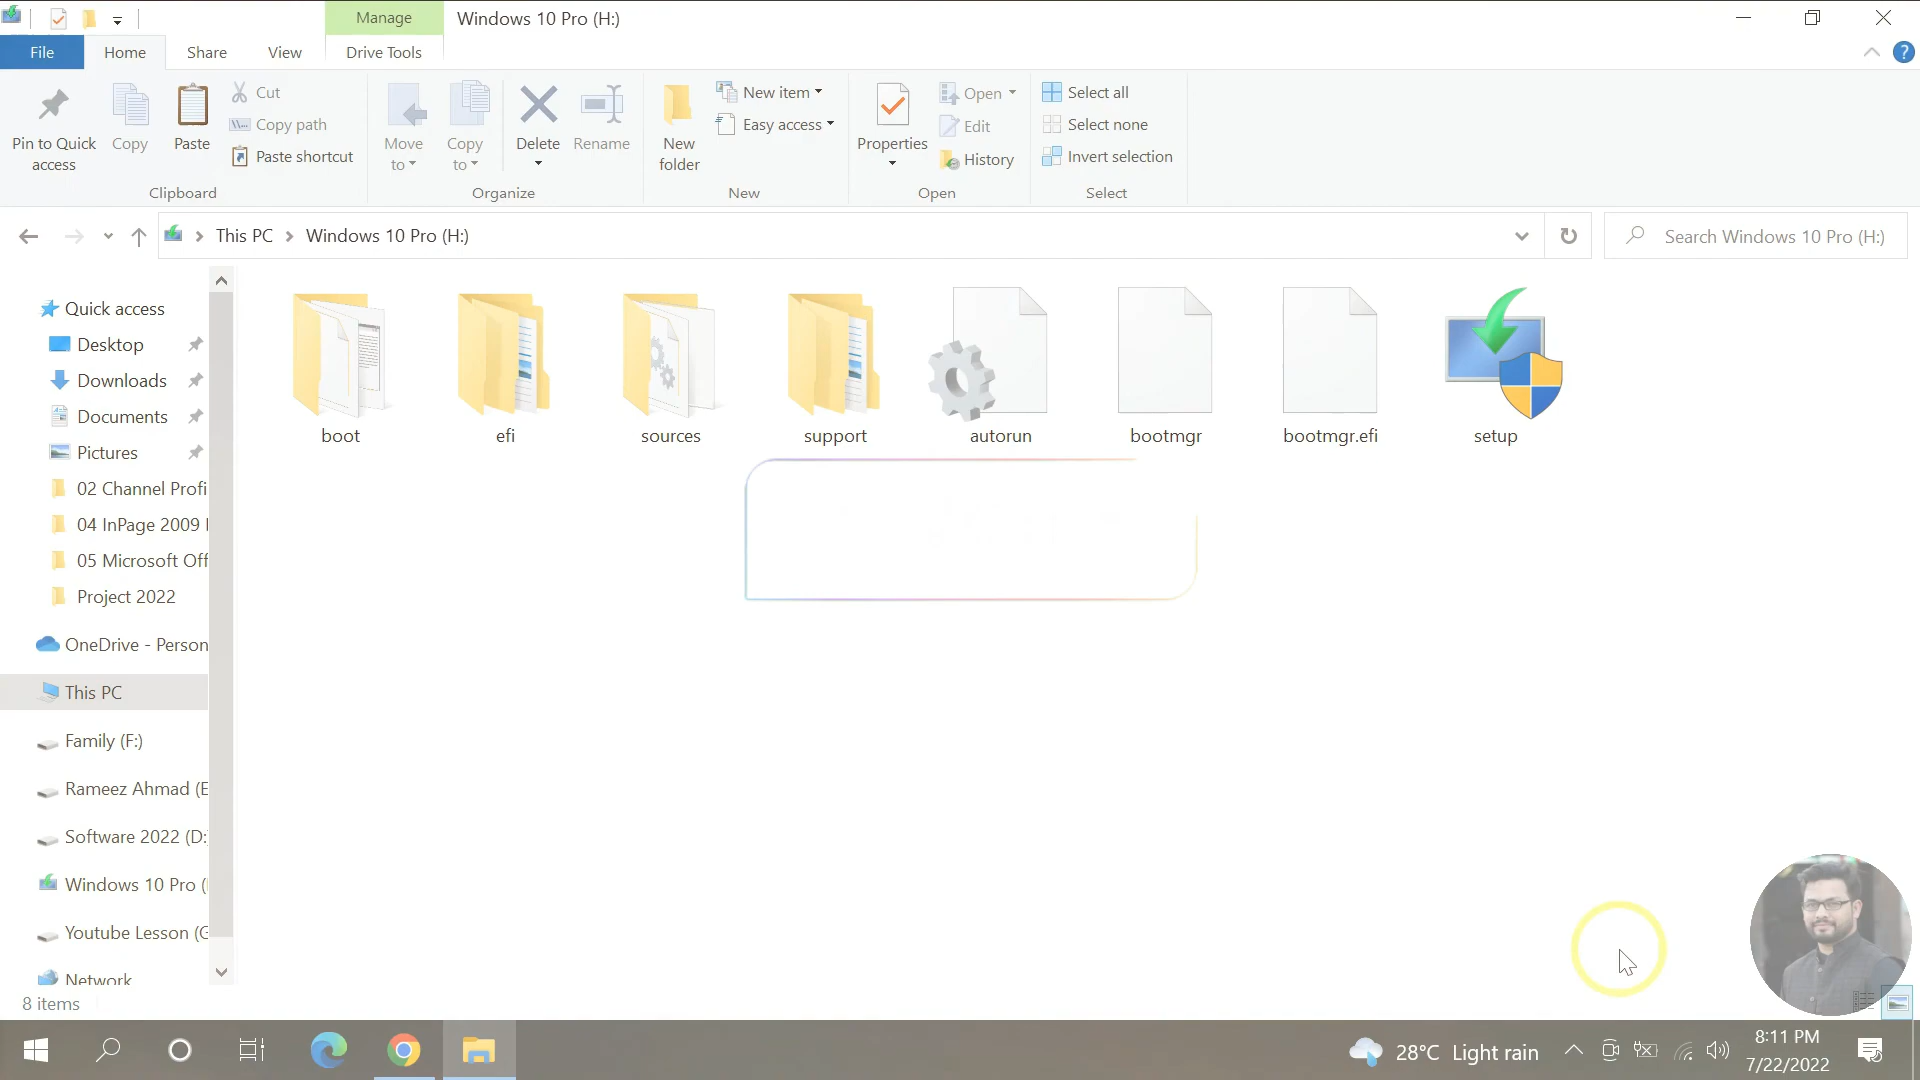 Manage
Windows 10 Pro (H:)
File
Home
Share
View
Drive Tools
Pin to Quick access
Copy
Paste
Cut
Copy path
Paste shortcut
Clipboard
Move to
Copy to
Delete
Rename
Organize
New folder
New item
Easy access
New
Properties
Open
Edit
History
Open
Select all
Select none
Invert selection
Select
This PC
Windows 10 Pro (H:)
Search Windows 10 Pro (H:)
Quick access
Desktop
Downloads
Documents
Pictures
02 Channel Profi
04 InPage 2009
05 Microsoft Off
Project 2022
OneDrive - Person
This PC
Family (F:)
Rameez Ahmad (E
Software 2022 (D:
Windows 10 Pro (
Youtube Lesson (G
Network
boot
efi
sources
support
autorun
bootmgr
bootmgr.efi
setup
8 items
28°C Light rain
8:11 PM
7/22/2022